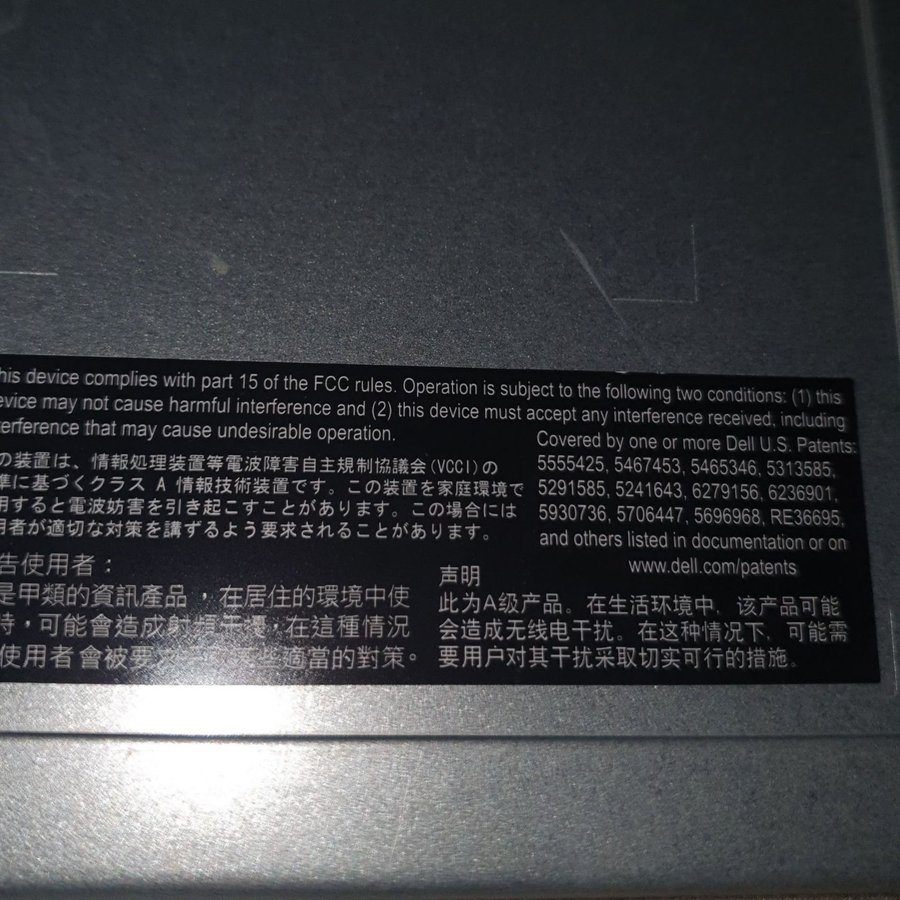 his device complies with part 15 of the FCC rules. Operation is subject to the following two conditions: (1) this
evice may not cause harmful interference and (2) this device must accept any interference received, including
erference that may cause undesirable operation.
Covered by one or more Dell U.S. Patents:
5555425, 5467453, 5465346, 5313585,
5291585, 5241643, 6279156, 6236901,
5930736, 5706447, 5696968, RE36695,
and others listed in documentation or on
www.dell.com/patents
の装置は、情報処理装置等電波障害自主規制協議会(VCCI)の
準に基づくクラス A 情報技術装置です。この装置を家庭環境で
用すると電波妨害を引き起こすことがあります。この場合には
用者が適切な対策を講ずるよう要求されることがあります。
告使用者：
是甲類的資訊產品，在居住的環境中使
時，可能會造成射頻干擾，在這種情況
使用者會被要 些適當的對策。
声明
此为A级产品。在生活环境中，该产品可能
会造成无线电干扰。在这种情况下，可能需
要用户对其干扰采取切实可行的措施。